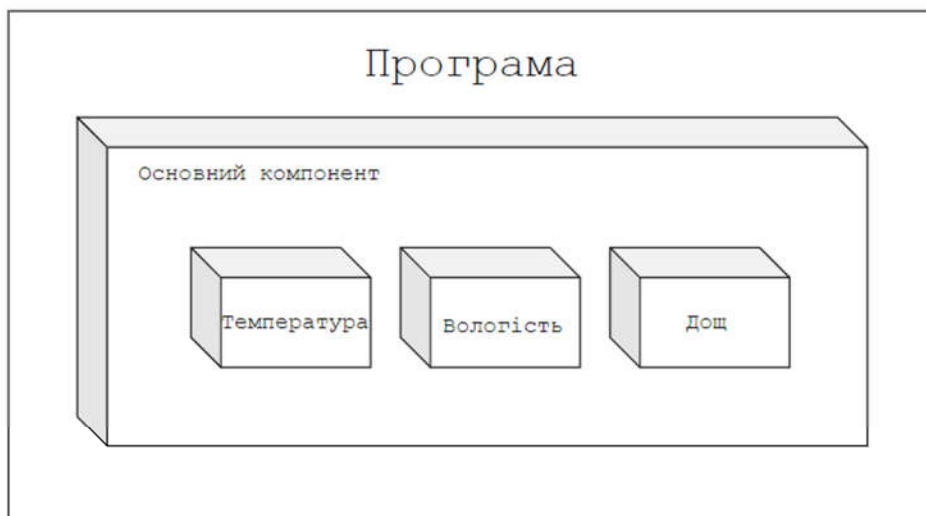 Програма
Основний компонент
Температура
Вологість
Дощ